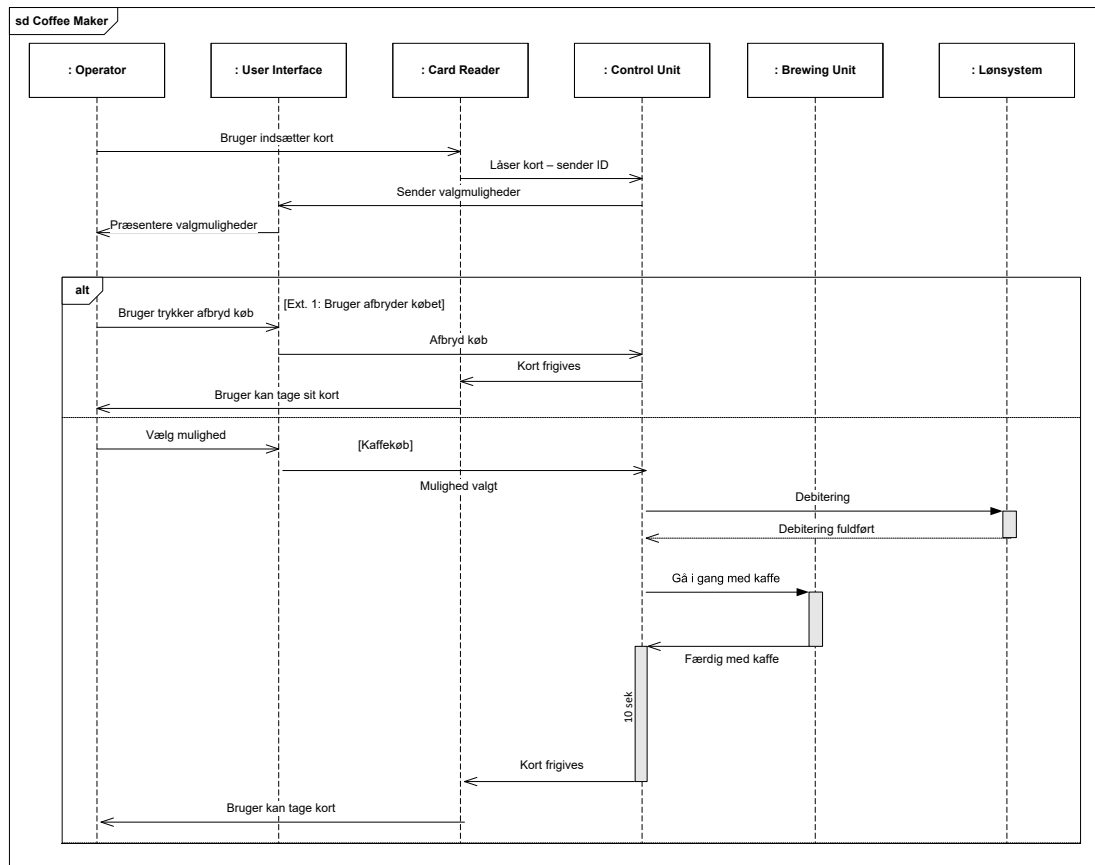 sd Coffee Maker
: Operator
: User Interface
: Card Reader
: Control Unit
: Brewing Unit
: Lønsystem
Bruger indsætter kort
Låser kort – sender ID
Sender valgmuligheder
Præsentere valgmuligheder
alt
[Ext. 1: Bruger afbryder købet]
Bruger trykker afbryd køb
Afbryd køb
Kort frigives
Bruger kan tage sit kort
Vælg mulighed
[Kaffekøb]
Mulighed valgt
Debitering
Debitering fuldført
Gå i gang med kaffe
Færdig med kaffe
10 sek
Kort frigives
Bruger kan tage kort